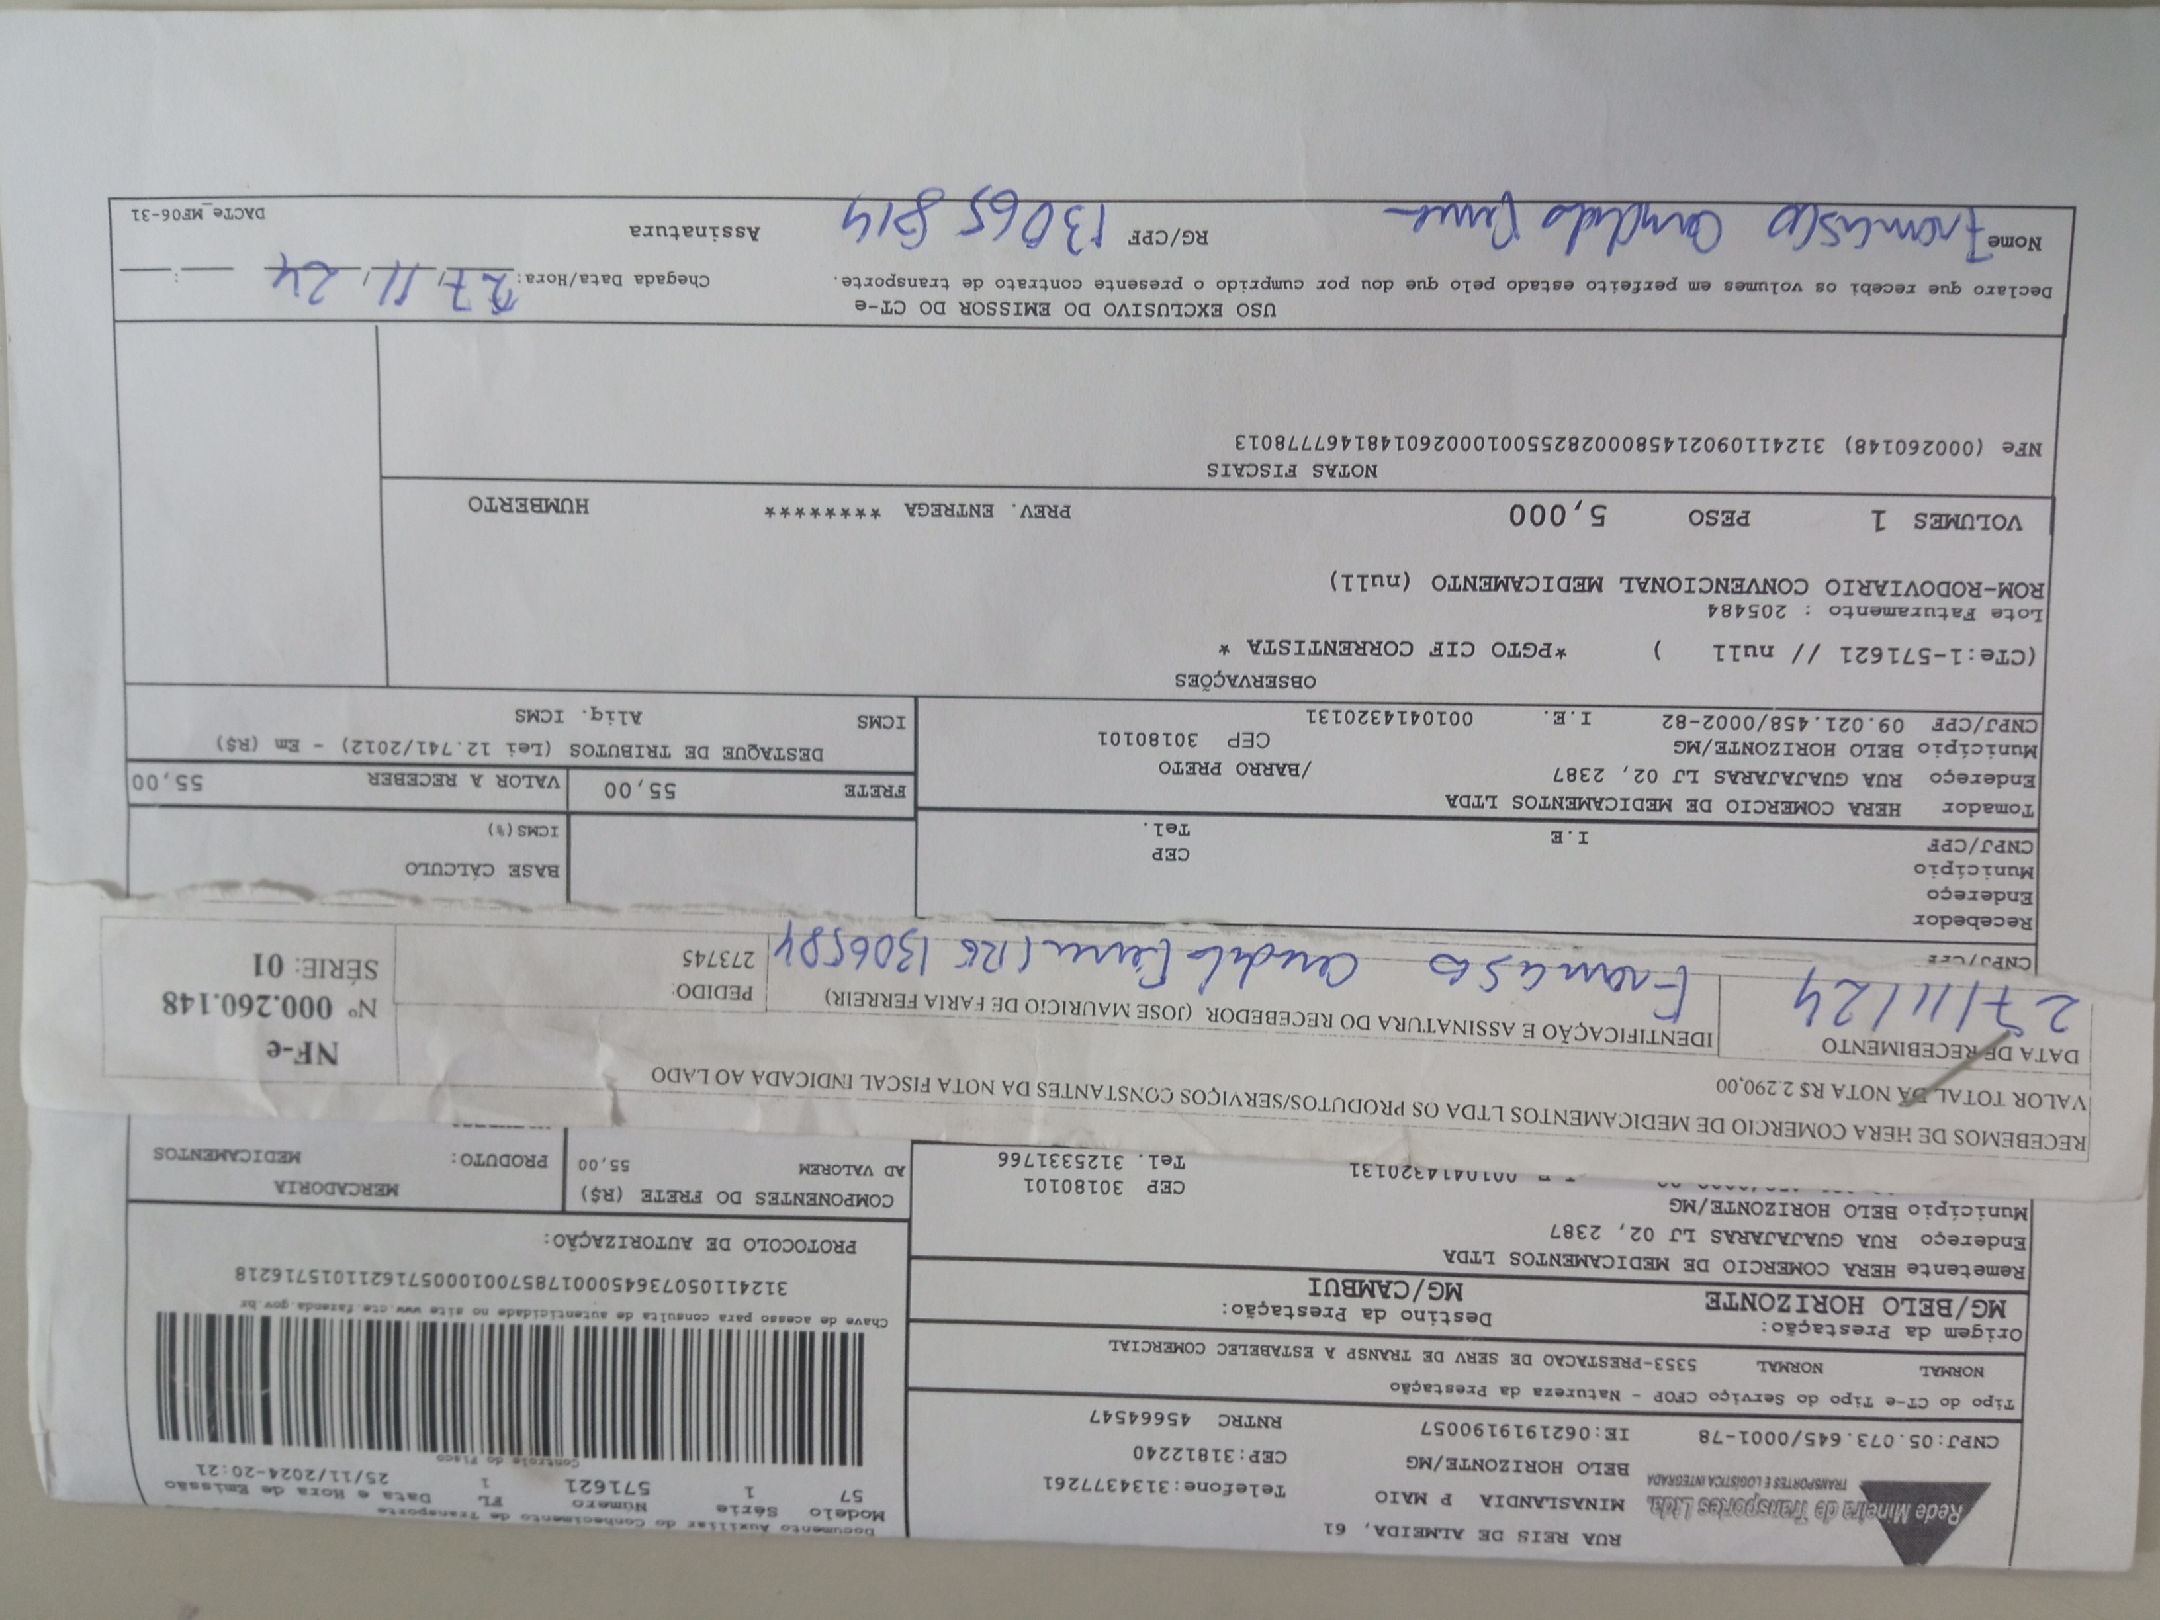 Documento Auxiliar do Conhecimento de Transporte
RUA REIS DE ALMEIDA, 61
Modelo Série Número FL Data e Hora de Emissão
Rede Mineira de Transportes Ltda.
MINASLANDIA P MAIO Telefone:3134377261
57 1 571621 1 25/11/2024-20:21
TRANSPORTES E LOGÍSTICA INTEGRADA
BELO HORIZONTE/MG CEP:31812240
Controle do Fisco
CNPJ:05.073.645/0001-78 IE:0621919190057 RNTRC 45664547
Tipo do CT-e Tipo do Serviço CFOP - Natureza da Prestação
NORMAL NORMAL 5353-PRESTACAO DE SERV DE TRANSP A ESTABELEC COMERCIAL
Chave de acesso para consulta de autenticidade no site www.cte.fazenda.gov.br
Origem da Prestação: Destino da Prestação:
MG/BELO HORIZONTE MG/CAMBUI
31241105073645000178570010005716211015716218
Remetente HERA COMERCIO DE MEDICAMENTOS LTDA
PROTOCOLO DE AUTORIZAÇÃO:
Endereço RUA GUAJAJARAS LJ 02, 2387
Município BELO HORIZONTE/MG CEP 30180101
COMPONENTES DO FRETE (R$) MERCADORIA
001041420131 Tel. 3125331766
AD VALOREM 55,00 PRODUTO: MEDICAMENTOS
RECEBEMOS DE HERA COMERCIO DE MEDICAMENTOS LTDA OS PRODUTOS/SERVIÇOS CONSTANTES DA NOTA FISCAL INDICADA AO LADO
VALOR TOTAL DA NOTA R$ 2.290,00
NF-e
DATA DE RECEBIMENTO IDENTIFICAÇÃO E ASSINATURA DO RECEBEDOR (JOSE MAURICIO DE FARIA FERREIR) PEDIDO:
Nº 000.260.148
27/11/24 273745
SÉRIE: 01
CNPJ/CPF
Recebedor
Endereço
Município CEP
CNPJ/CPF I.E Tel.
BASE CÁLCULO
ICMS(%)
Tomador HERA COMERCIO DE MEDICAMENTOS LTDA
FRETE 55,00 VALOR A RECEBER 55,00
Endereço RUA GUAJAJARAS LJ 02, 2387 /BARRO PRETO
Município BELO HORIZONTE/MG CEP 30180101
DESTAQUE DE TRIBUTOS (Lei 12.741/2012) - Em (R$)
CNPJ/CPF 09.021.458/0002-82 I.E. 001041432​0131
ICMS Aliq. ICMS
OBSERVAÇÕES
(CTe:1-571621 // null ) *PGTO CIF CORRENTISTA *
Lote Faturamento : 205484
ROM-RODOVIARIO CONVENCIONAL MEDICAMENTO (null)
VOLUMES 1 PESO 5,000 PREV. ENTREGA ******** HUMBERTO
NOTAS FISCAIS
NFe (000260148) 31241109021458000282550010002601481467778013
USO EXCLUSIVO DO EMISSOR DO CT-e
Declaro que recebi os volumes em perfeito estado pelo que dou por cumprido o presente contrato de transporte.
Chegada Data/Hora: 27/11/24 __:__
Nome RG/CPF 13065814 Assinatura
DACTe_MF06-31